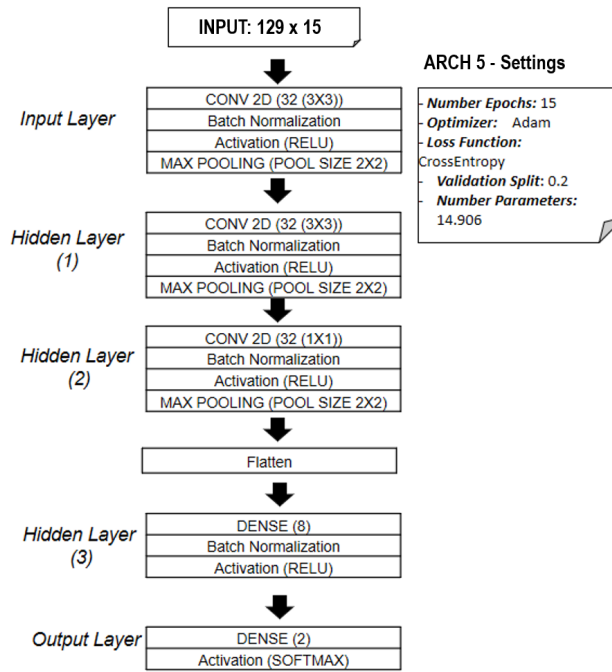 INPUT: 129 x 15
ARCH 5 - Settings
- Number Epochs: 15
- Optimizer: Adam
- Loss Function:
CrossEntropy
- Validation Split: 0.2
- Number Parameters:
14.906
Input Layer
CONV 2D (32 (3X3))
Batch Normalization
Activation (RELU)
MAX POOLING (POOL SIZE 2X2)
Hidden Layer
(1)
CONV 2D (32 (3X3))
Batch Normalization
Activation (RELU)
MAX POOLING (POOL SIZE 2X2)
Hidden Layer
(2)
CONV 2D (32 (1X1))
Batch Normalization
Activation (RELU)
MAX POOLING (POOL SIZE 2X2)
Flatten
Hidden Layer
(3)
DENSE (8)
Batch Normalization
Activation (RELU)
Output Layer
DENSE (2)
Activation (SOFTMAX)